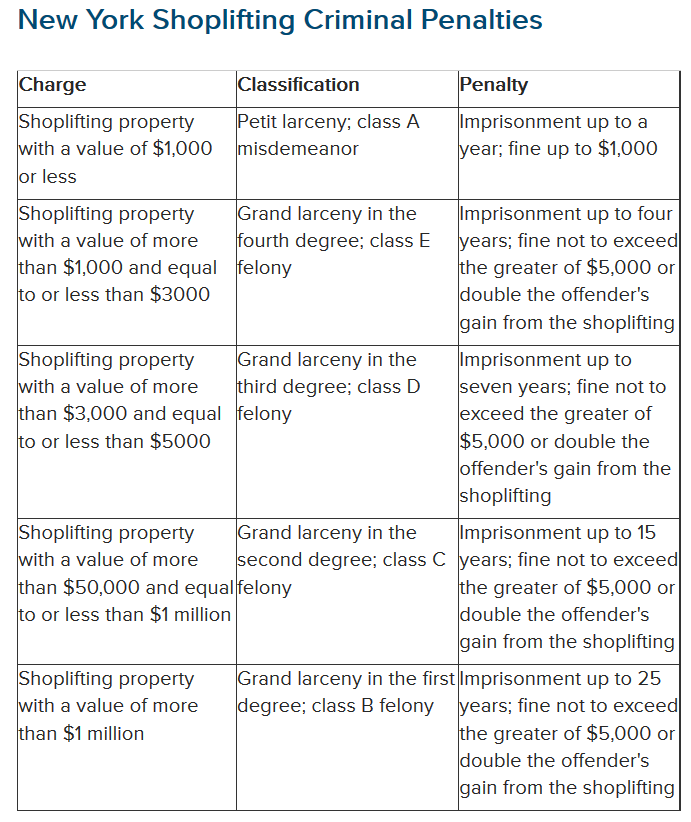 New York Shoplifting Criminal Penalties
Charge
Classification
Penalty
Shoplifting property
with a value of $1,000
or less
Petit larceny; class A
misdemeanor
Imprisonment up to a
year; fine up to $1,000
Shoplifting property
with a value of more
than $1,000 and equal
to or less than $3000
Grand larceny in the
fourth degree; class E
felony
Imprisonment up to four
years; fine not to exceed
the greater of $5,000 or
double the offender's
gain from the shoplifting
Shoplifting property
with a value of more
than $3,000 and equal
to or less than $5000
Grand larceny in the
third degree; class D
felony
Imprisonment up to
seven years; fine not to
exceed the greater of
$5,000 or double the
offender's gain from the
shoplifting
Shoplifting property
with a value of more
than $50,000 and equal
to or less than $1 million
Grand larceny in the
second degree; class C
felony
Imprisonment up to 15
years; fine not to exceed
the greater of $5,000 or
double the offender's
gain from the shoplifting
Shoplifting property
with a value of more
than $1 million
Grand larceny in the first
degree; class B felony
Imprisonment up to 25
years; fine not to exceed
the greater of $5,000 or
double the offender's
gain from the shoplifting